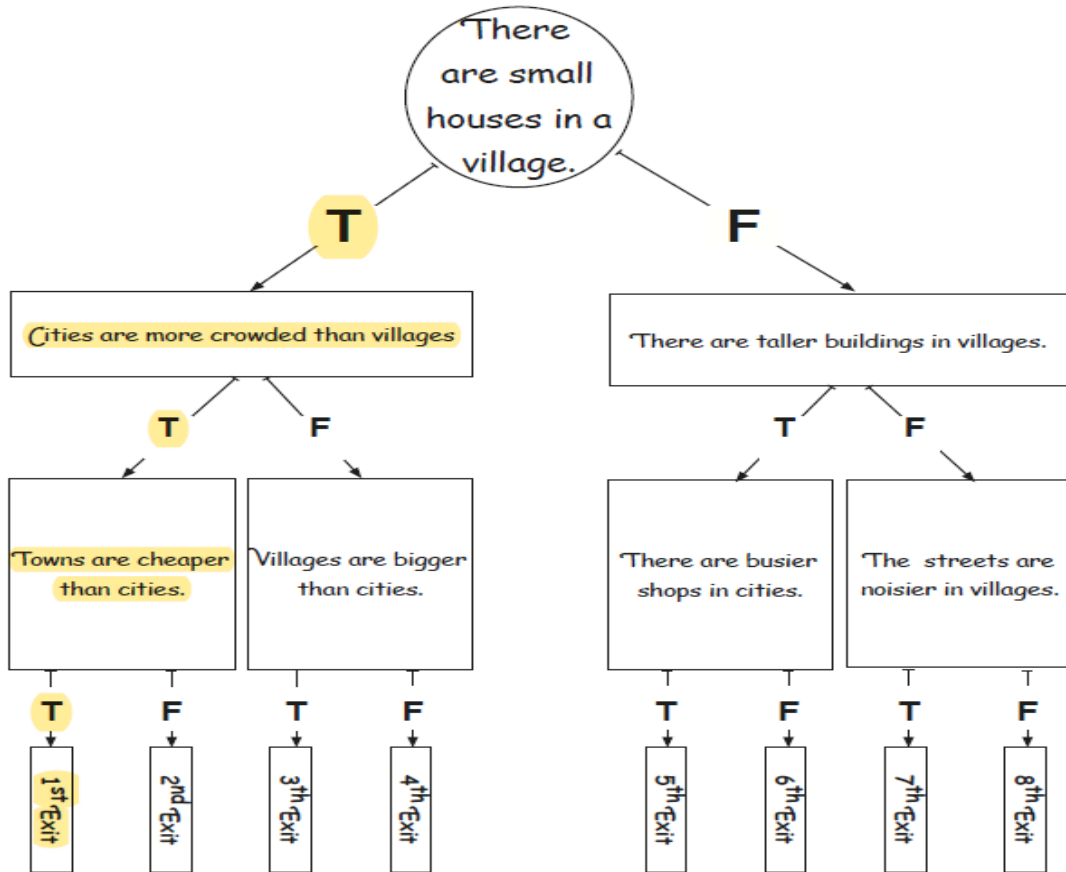 There
are small
houses in a
village.
T
F
Cities are more crowded than villages
There are taller buildings in villages.
T
F
T
F
Towns are cheaper
than cities.
Villages are bigger
than cities.
There are busier
shops in cities.
The streets are
noisier in villages.
T
F
T
F
T
F
T
F
1st Exit
2nd Exit
3th Exit
4th Exit
5th Exit
6th Exit
7th Exit
8th Exit